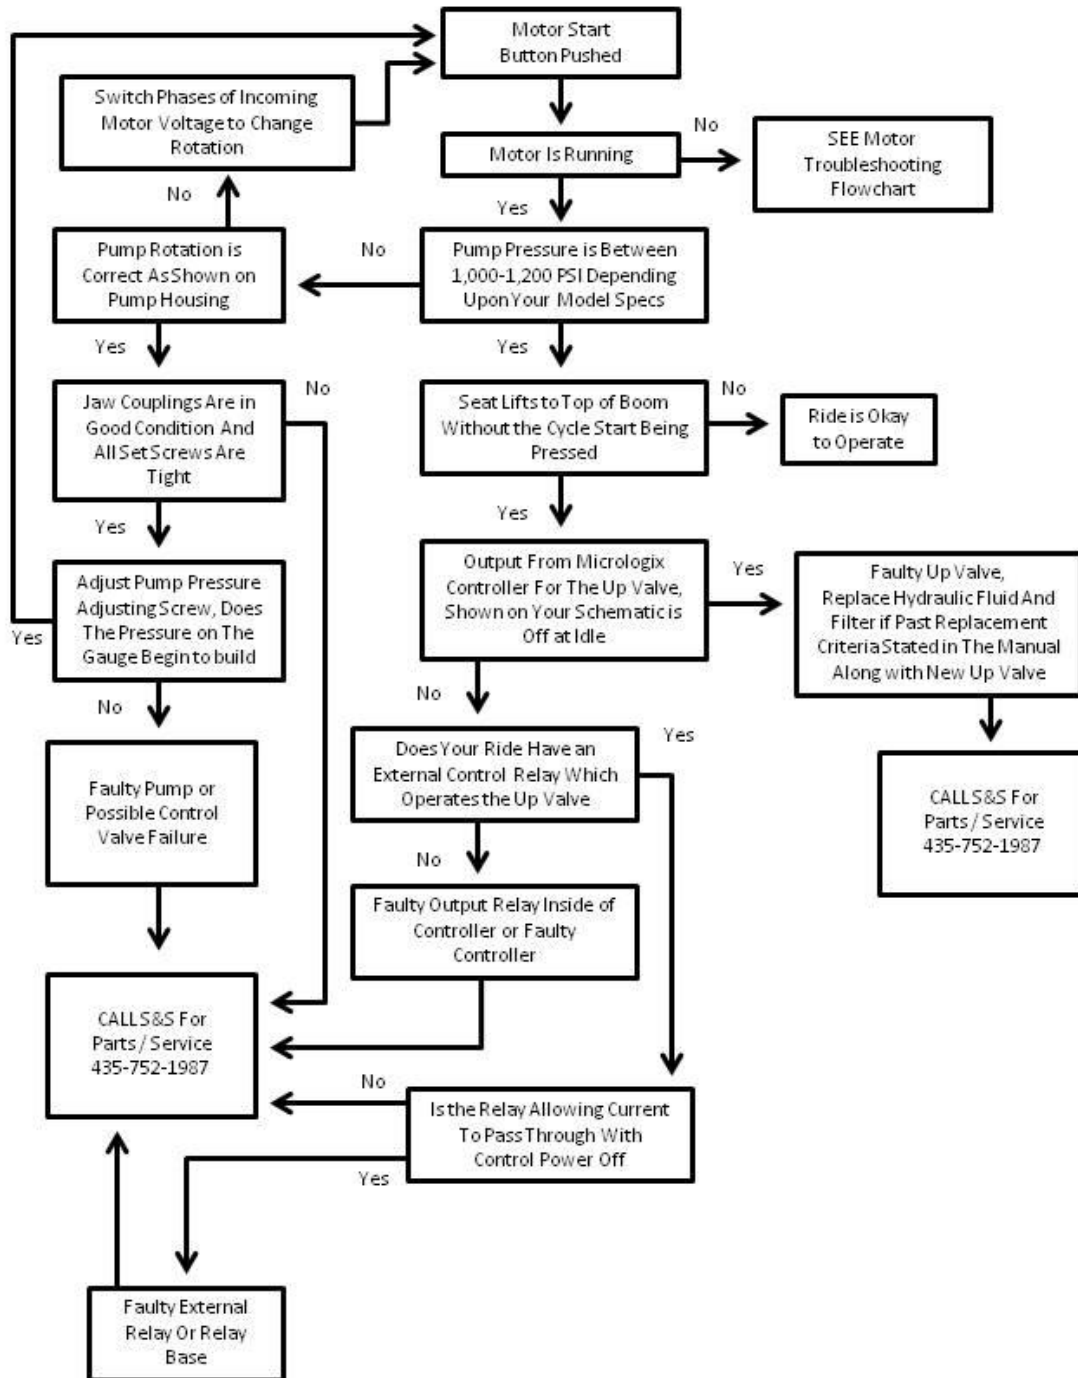 Motor Start
Button Pushed
Switch Phases of Incoming
Motor Voltage to Change
Rotation
Motor Is Running
No
SEE Motor
Troubleshooting
Flowchart
No
Yes
Pump Rotation is
Correct As Shown on
Pump Housing
No
Pump Pressure is Between
1,000-1,200 PSI Depending
Upon Your Model Specs
Yes
Yes
Jaw Couplings Are in
Good Condition And
All Set Screws Are
Tight
No
Seat Lifts to Top of Boom
Without the Cycle Start Being
Pressed
No
Ride is Okay
to Operate
Yes
Yes
Adjust Pump Pressure
Adjusting Screw, Does
The Pressure on The
Gauge Begin to build
Yes
Output From Micrologix
Controller For The Up Valve,
Shown on Your Schematic is
Off at Idle
Yes
Faulty Up Valve,
Replace Hydraulic Fluid And
Filter if Past Replacement
Criteria Stated in The Manual
Along with New Up Valve
No
No
Faulty Pump or
Possible Control
Valve Failure
Does Your Ride Have an
External Control Relay Which
Operates the Up Valve
Yes
CALL S&S For
Parts / Service
435-752-1987
No
Faulty Output Relay Inside of
Controller or Faulty
Controller
CALL S&S For
Parts / Service
435-752-1987
No
Is the Relay Allowing Current
To Pass Through With
Control Power Off
Yes
Faulty External
Relay Or Relay
Base